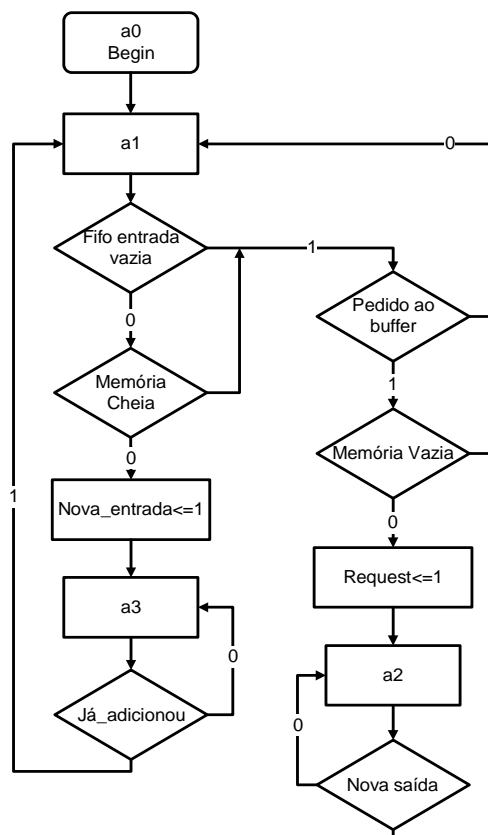 a0
Begin
a1
0
Fifo entrada
vazia
1
0
Pedido ao
buffer
Memória
Cheia
1
0
Memória Vazia
1
Nova_entrada<=1
0
Request<=1
a3
0
a2
Já_adicionou
0
Nova saída